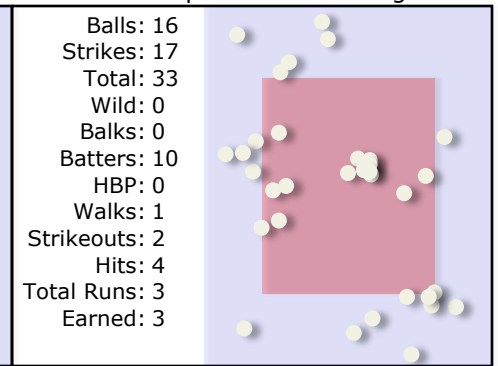 Balls: 16
Strikes: 17
Total: 33
Wild: 0
Balks: 0
Batters: 10
HBP: 0
Walks: 1
Strikeouts: 2
Hits: 4
Total Runs: 3
Earned: 3